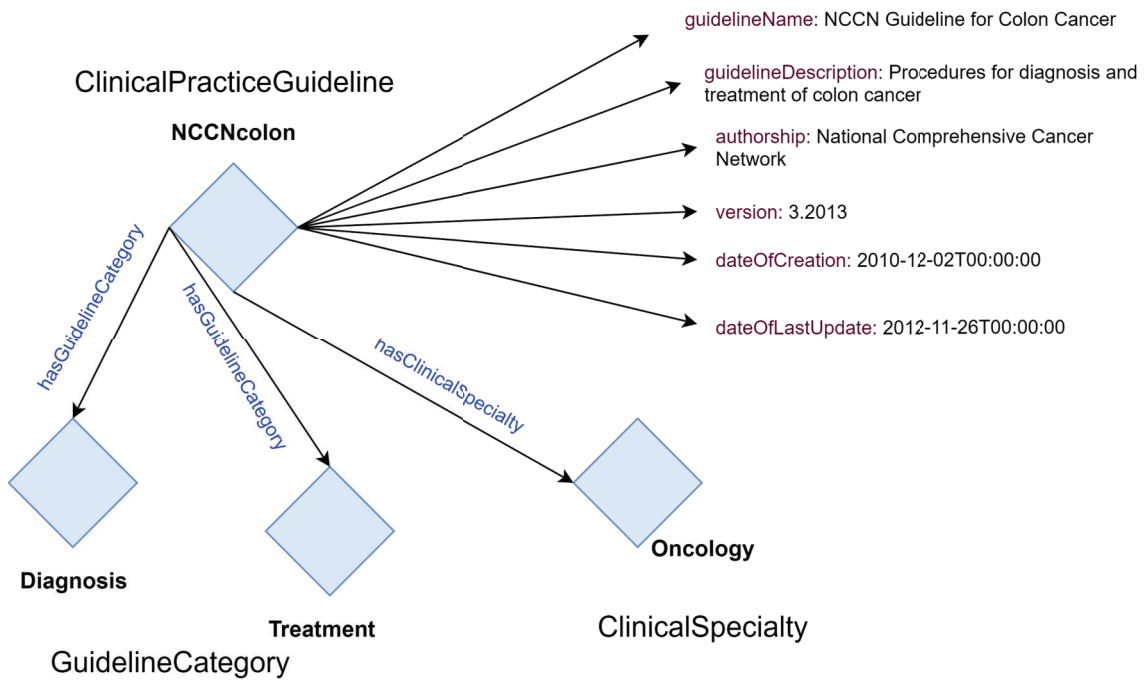 guidelineName: NCCN Guideline for Colon Cancer
ClinicalPracticeGuideline
guidelineDescription: Procedures for diagnosis and
treatment of colon cancer
NCCNcolon
authorship: National Comprehensive Cancer
Network
version: 3.2013
dateOfCreation: 2010-12-02T00:00:00
dateOfLastUpdate: 2012-11-26T00:00:00
hasGuidelineCategory
hasGuidelineCategory
hasClinicalSpecialty
Oncology
Diagnosis
Treatment
ClinicalSpecialty
GuidelineCategory